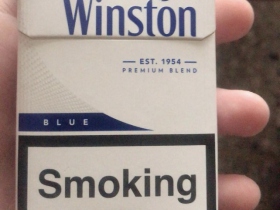 Winston
EST. 1954
PREMIUM BLEND
BLUE
Smoking